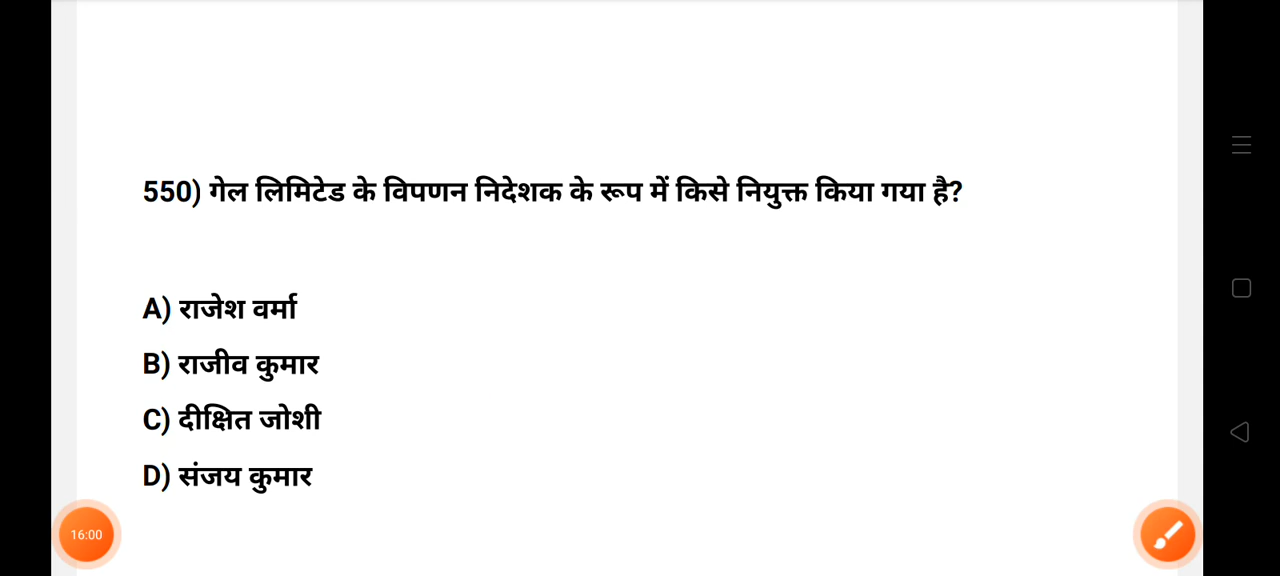 550) गेल लिमिटेड के विपणन निदेशक के रूप में किसे नियुक्त किया गया है?
A) राजेश वर्मा
B) राजीव कुमार
C) दीक्षित जोशी
D) संजय कुमार
16:00